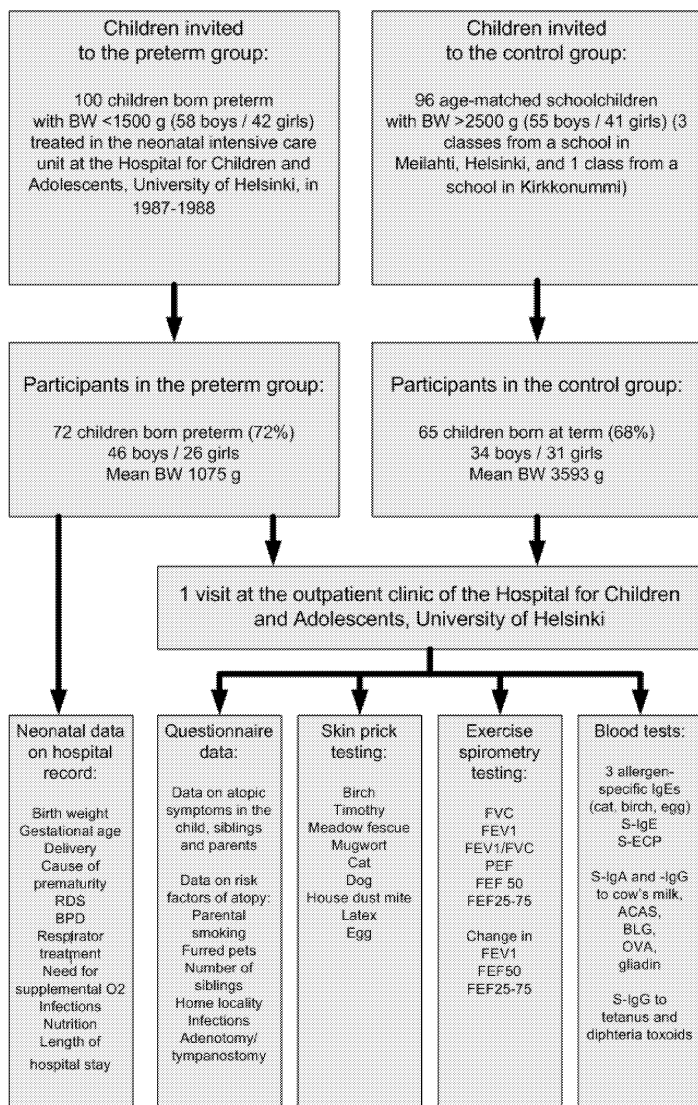 Children invited
to the preterm group:
100 children born preterm
with BW <1500 g (58 boys / 42 girls)
treated in the neonatal intensive care
unit at the Hospital for Children and
Adolescents, University of Helsinki, in
1987-1988
Children invited
to the control group:
96 age-matched schoolchildren
with BW >2500 g (55 boys / 41 girls) (3
classes from a school in
Meilahti, Helsinki, and 1 class from a
school in Kirkkonummi)
Participants in the preterm group:
72 children born preterm (72%)
46 boys / 26 girls
Mean BW 1075 g
Participants in the control group:
65 children born at term (68%)
34 boys / 31 girls
Mean BW 3593 g
1 visit at the outpatient clinic of the Hospital for Children
and Adolescents, University of Helsinki
Neonatal data
on hospital
record:
Birth weight
Gestational age
Delivery
Cause of
prematurity
RDS
BPD
Respirator
treatment
Need for
supplemental O2
Infections
Nutrition
Length of
hospital stay
Questionnaire
data:
Data on atopic
symptoms in the
child, siblings
and parents
Data on risk
factors of atopy:
Parental
smoking
Furred pets
Number of
siblings
Home locality
Infections
Adenotomy/
tympanostomy
Skin prick
testing:
Birch
Timothy
Meadow fescue
Mugwort
Cat
Dog
House dust mite
Latex
Egg
Exercise
spirometry
testing:
FVC
FEV1
FEV1/FVC
PEF
FEF 50
FEF25-75
Change in
FEV1
FEF50
FEF25-75
Blood tests:
3 allergen-
specific IgEs
(cat, birch, egg)
S-IgE
S-ECP
S-IgA and -IgG
to cow's milk,
ACAS,
BLG,
OVA,
gliadin
S-IgG to
tetanus and
diphteria toxoids